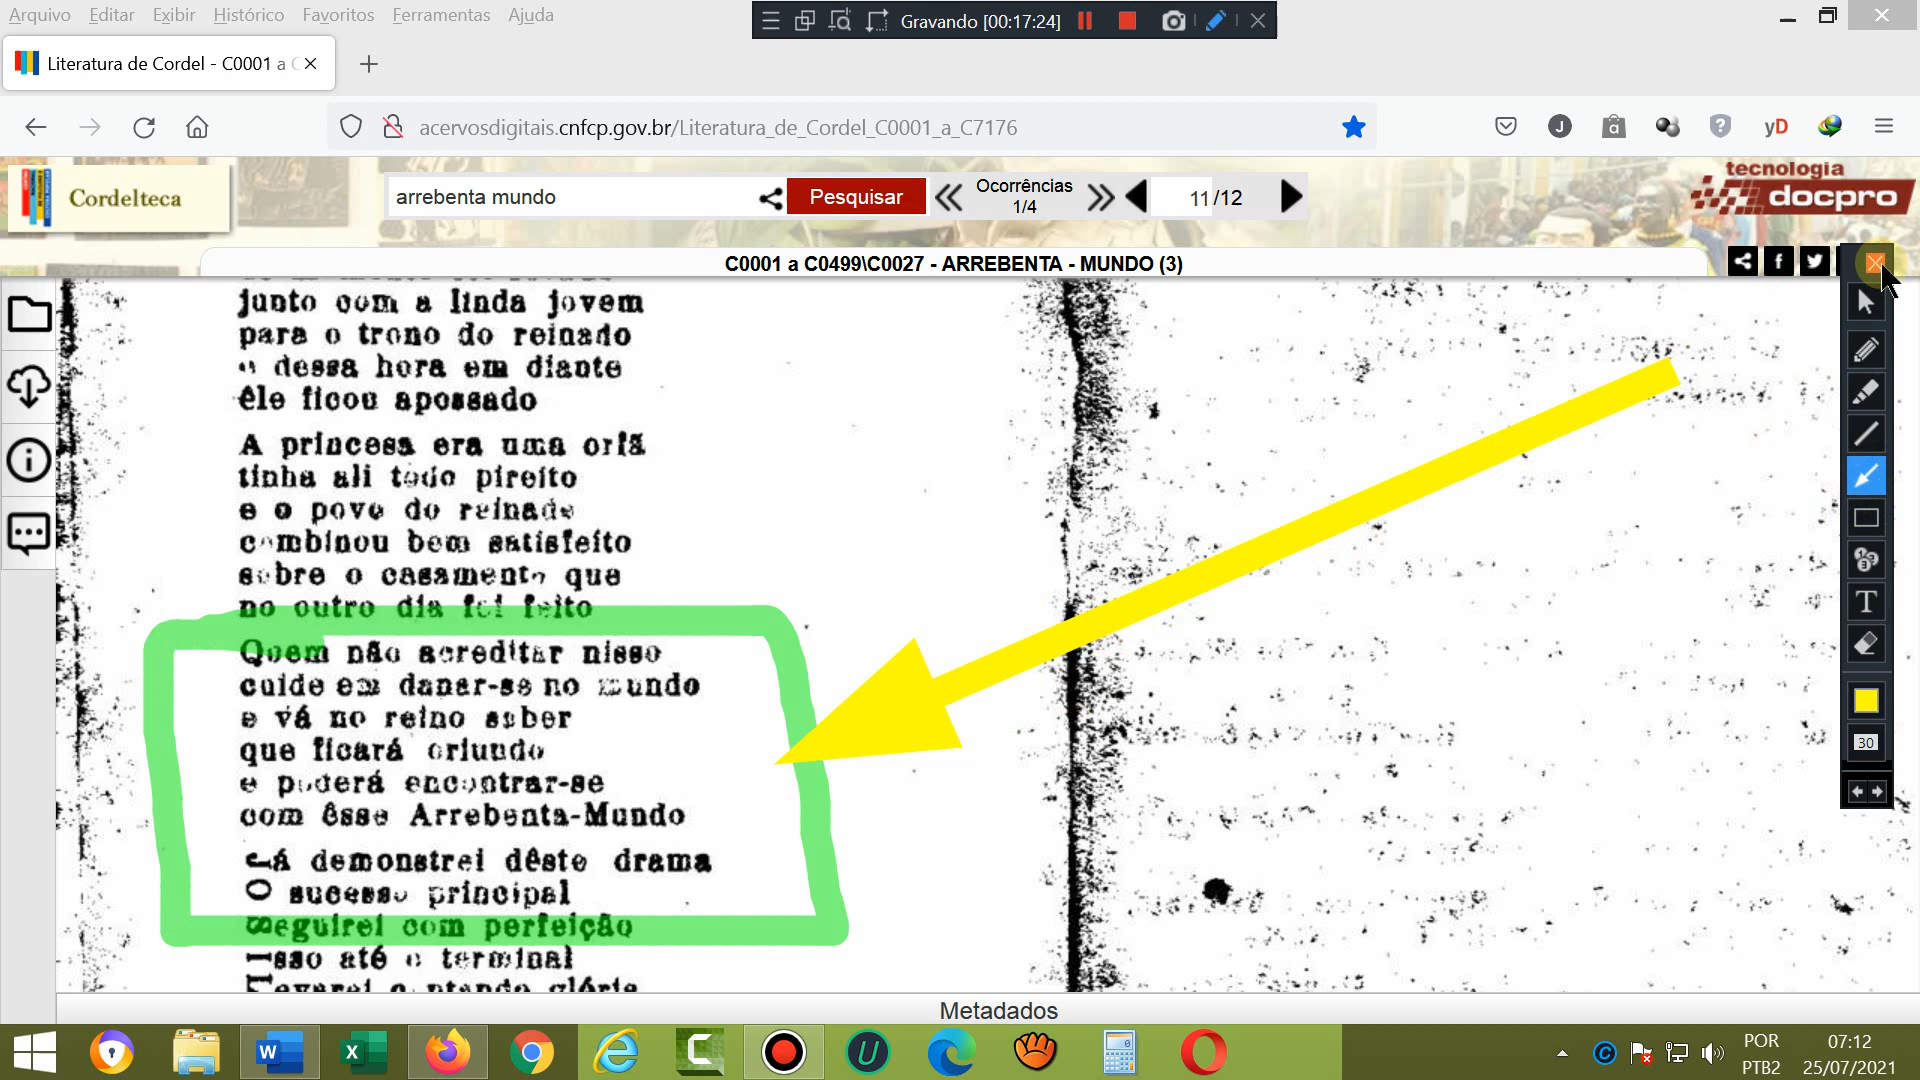 Arquivo Editar Exibir Histórico Favoritos Ferramentas Ajuda
Gravando [00:17:24]
Literatura de Cordel - C0001 a C
acervosdigitais.cnfcp.gov.br/Literatura_de_Cordel_C0001_a_C7176
Cordelteca
arrebenta mundo
Pesquisar
Ocorrências
1/4
11 /12
tecnologia
docpro
C0001 a C0499\C0027 - ARREBENTA - MUNDO (3)
junto com a linda jovem
para o trono do reinado
dessa hora em diante
êle ficou apossado
A princesa era uma orfã
tinha ali todo pireito
e o povo do reinado
combinou bem satisfeito
sobre o casamento que
no outro dia foi feito
Quem não acreditar nisso
cuide em danar-se no mundo
e vá no reino saber
que ficará oriundo
e poderá encontrar-se
com êsse Arrebenta-Mundo
Já demonstrei dêste drama
O sucesso principal
Seguirei com perfeição
Isso até o terminal
Metadados
T
30
POR
PTB2
07:12
25/07/2021